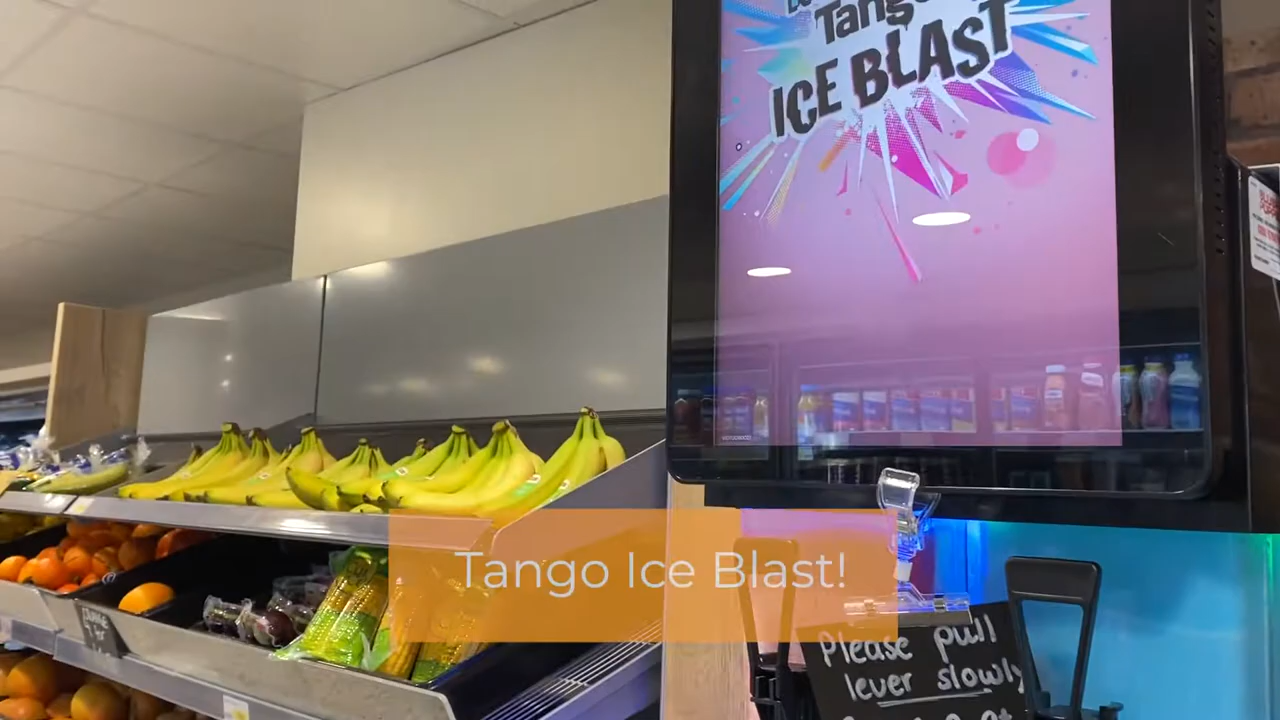 Tango
ICE BLAST
Tango Ice Blast!
Please pull
lever slowly